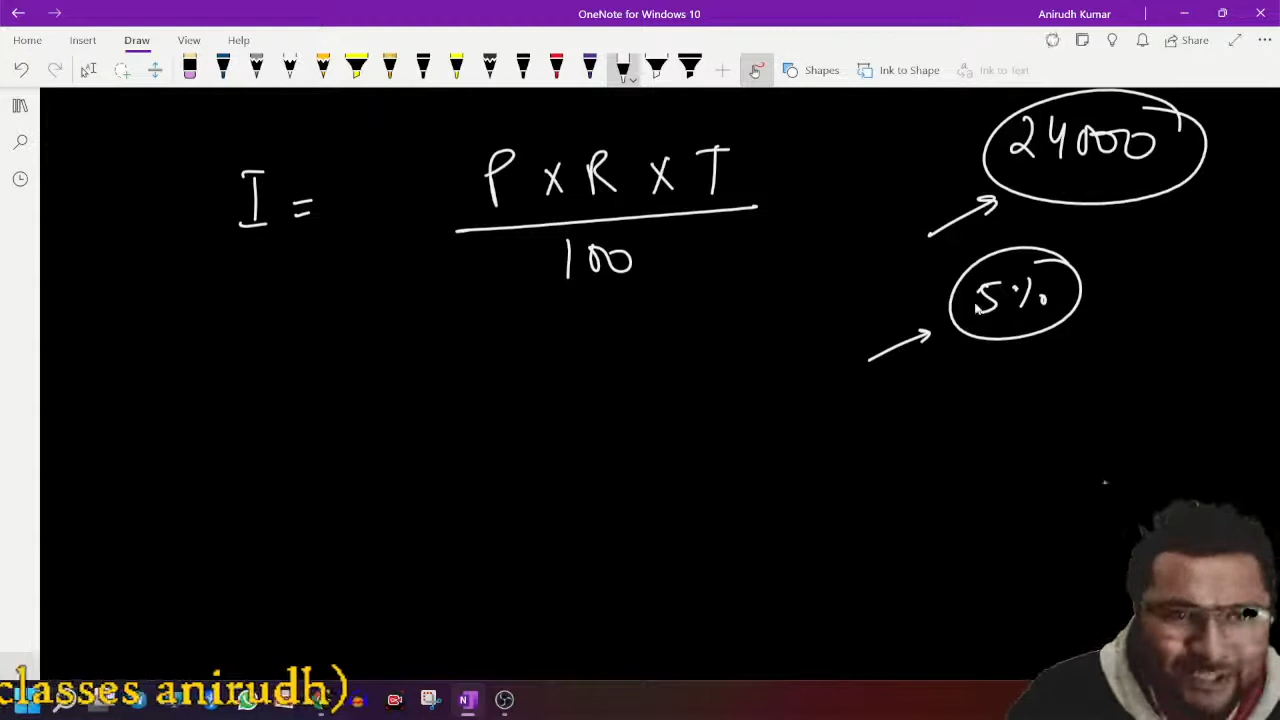 OneNote for Windows 10
Anirudh Kumar
Home Insert Draw View Help
Share
Shapes
Ink to Shape
Ink to Text
I = P x R x T
100
24000
5%
classes anirudh).